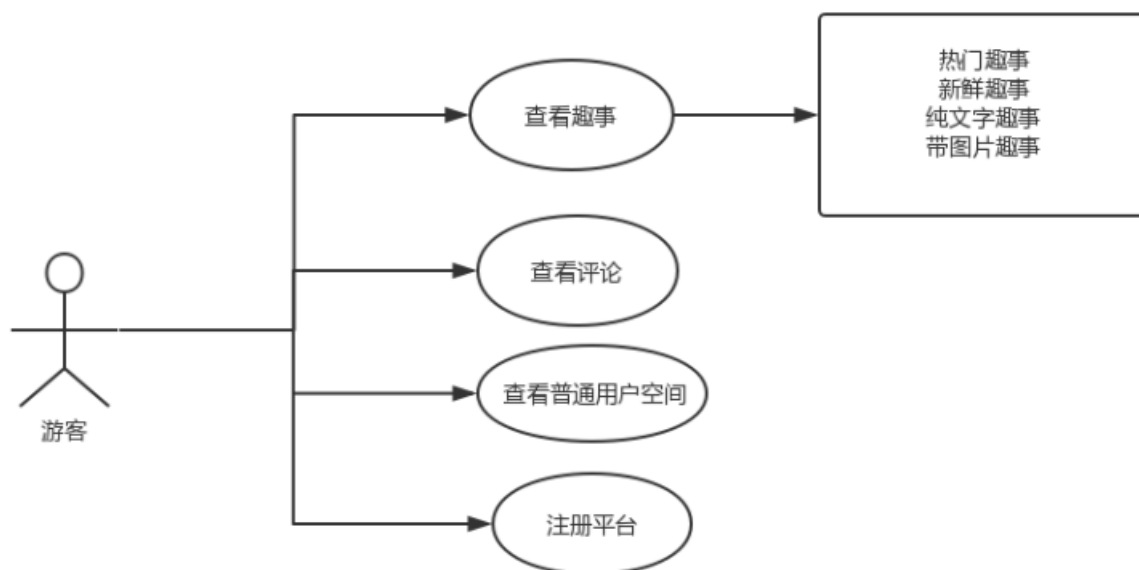 热门趣事
新鲜趣事
纯文字趣事
带图片趣事
查看趣事
查看评论
查看普通用户空间
游客
注册平台